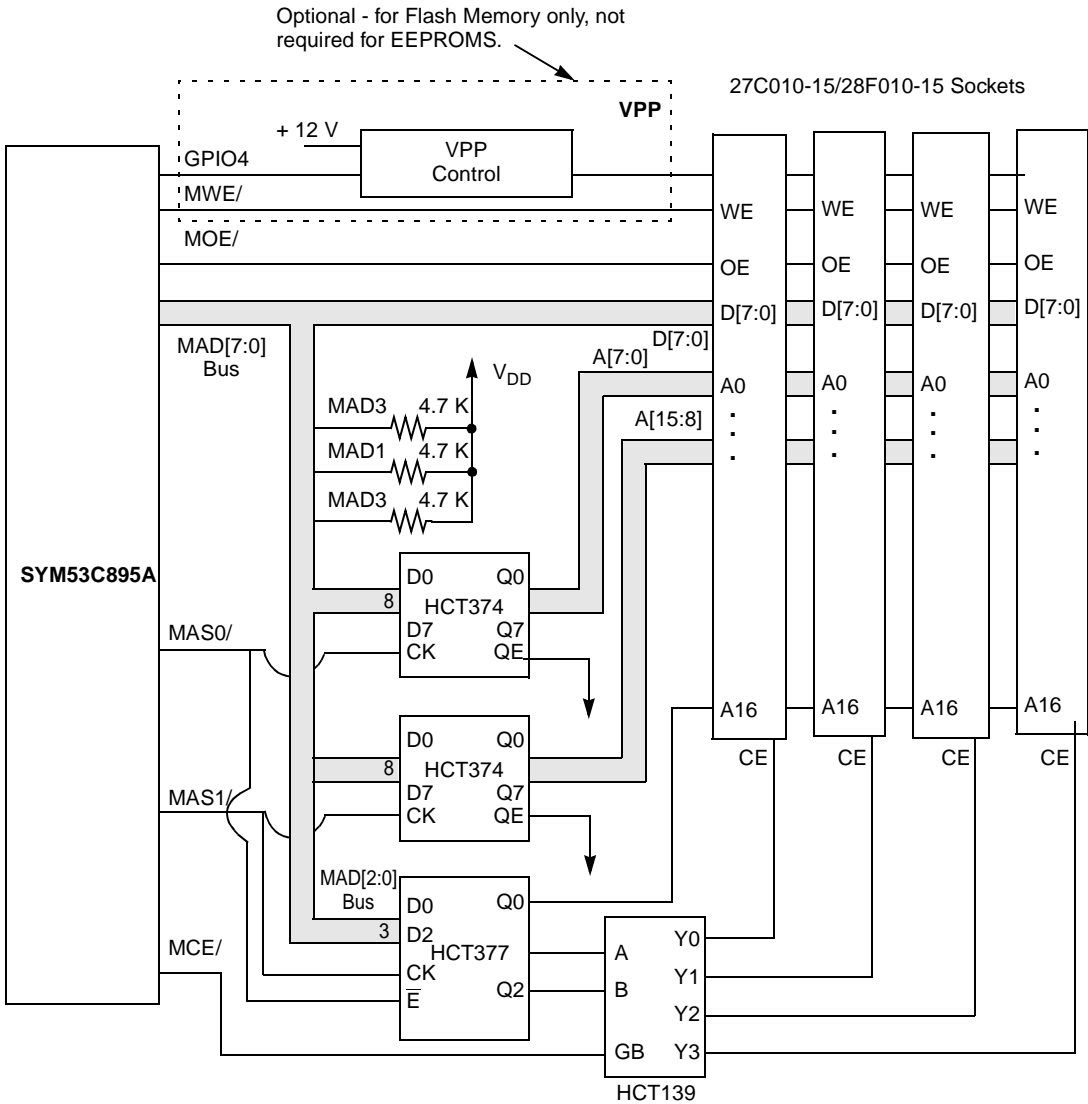 Optional - for Flash Memory only, not
required for EEPROMS.
27C010-15/28F010-15 Sockets
VPP
+ 12 V
VPP
Control
GPIO4
MWE/
MOE/
WE
WE
WE
WE
OE
OE
OE
OE
D[7:0]
D[7:0]
D[7:0]
D[7:0]
MAD[7:0]
Bus
D[7:0]
A[7:0]
VDD
A0
A0
A0
A0
MAD3 4.7 K
A[15:8]
MAD1 4.7 K
MAD3 4.7 K
SYM53C895A
D0 Q0
8 HCT374
D7 Q7
CK QE
MAS0/
A16
A16
A16
A16
D0 Q0
8 HCT374
D7 Q7
CK QE
CE
CE
CE
CE
MAS1/
MAD[2:0]
Bus
D0 Q0
3 D2
HCT377
CK
E Q2
MCE/
A Y0
B Y1
Y2
GB Y3
HCT139